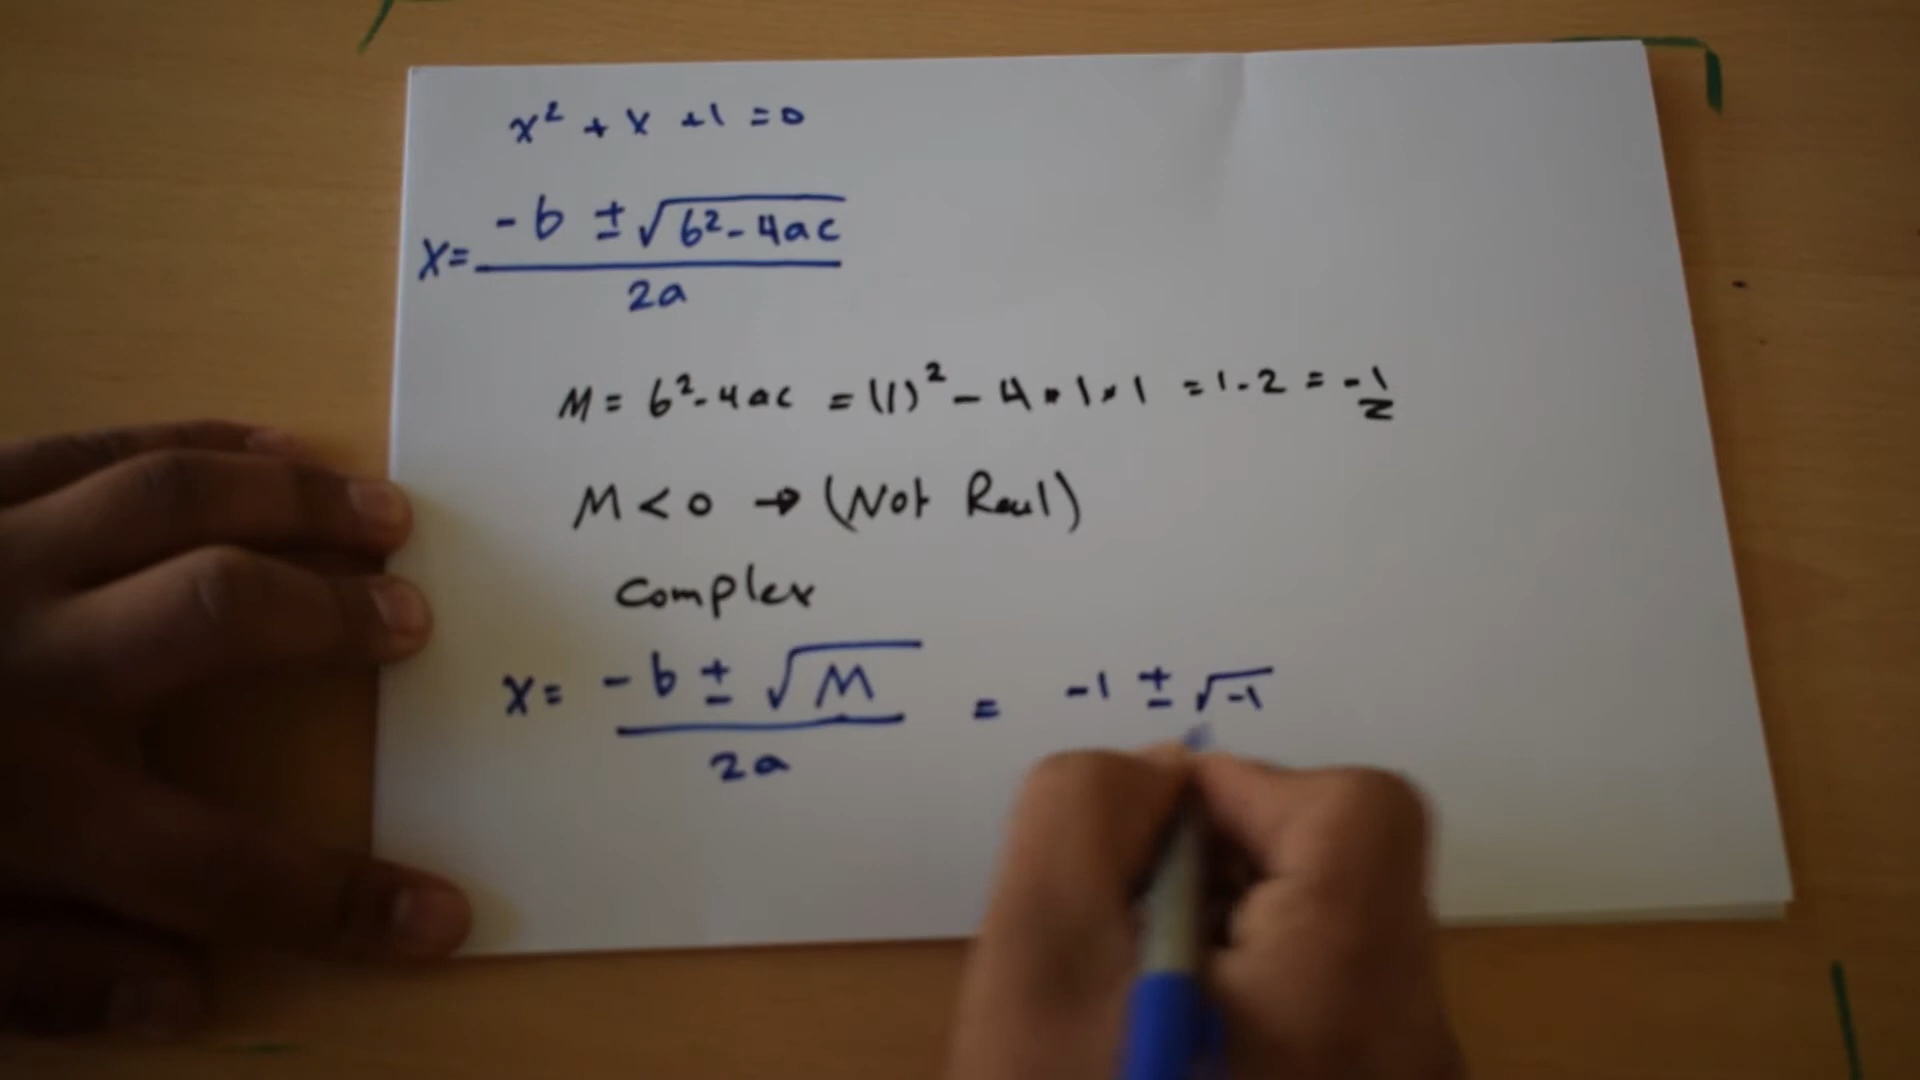 x² + x + 1 = 0
x = (-b ± √(b² - 4ac)) / 2a
M = b² - 4ac = (1)² - 4 • 1 • 1 = 1 - 2 = -1/2
M < 0 → (Not Real)
Complex
x = (-b ± √M) / 2a = -1 ± √-1